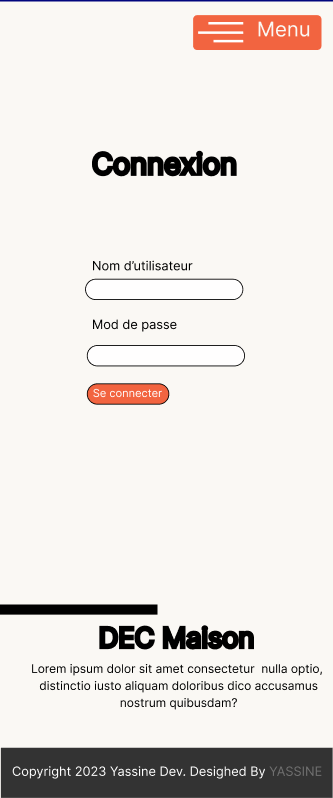 Menu
Connexion
Nom d’utilisateur
Mod de passe
Se connecter
DEC Maison
Lorem ipsum dolor sit amet consectetur nulla optio,
distinctio iusto aliquam doloribus dico accusamus
nostrum quibusdam?
Copyright 2023 Yassine Dev. Desighed By YASSINE